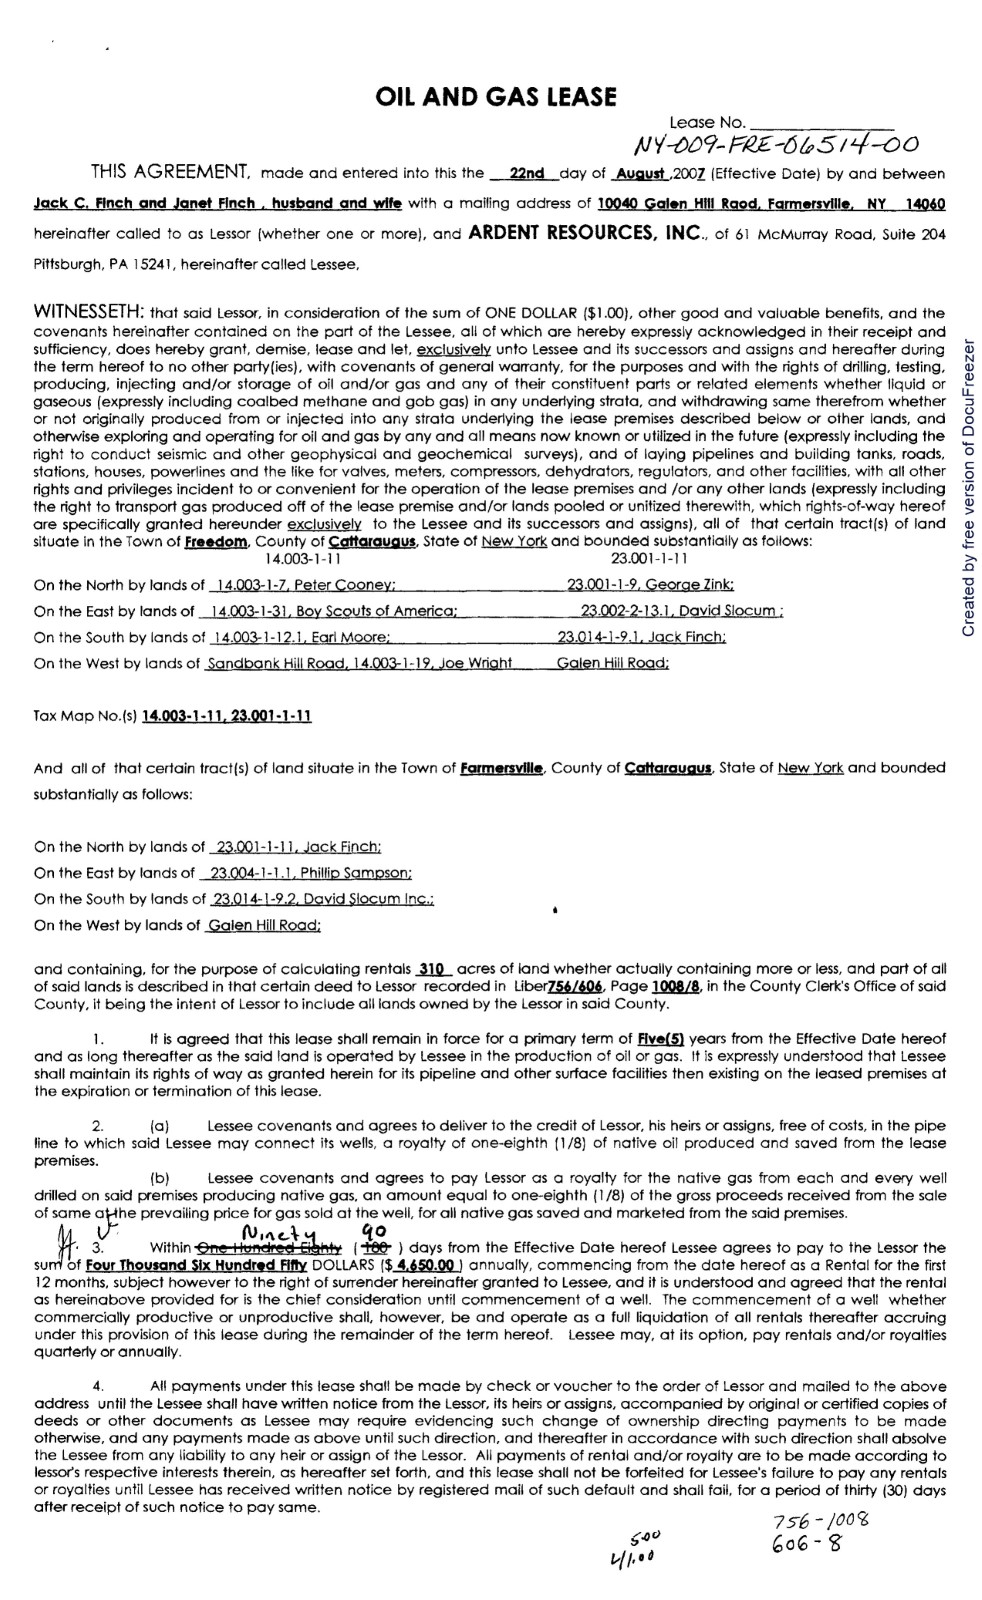 OIL AND GAS LEASE
Lease No. ______________
NY-009-FRE-06514-00
THIS AGREEMENT, made and entered into this the 22nd day of August ,2007 (Effective Date) by and between
Jack C. Finch and Janet Finch , husband and wife with a mailing address of 10040 Galen Hill Raod, Farmersville, NY 14060
hereinafter called to as Lessor (whether one or more), and ARDENT RESOURCES, INC., of 61 McMurray Road, Suite 204
Pittsburgh, PA 15241, hereinafter called Lessee,
WITNESSETH: that said Lessor, in consideration of the sum of ONE DOLLAR ($1.00), other good and valuable benefits, and the
covenants hereinafter contained on the part of the Lessee, all of which are hereby expressly acknowledged in their receipt and
sufficiency, does hereby grant, demise, lease and let, exclusively unto Lessee and its successors and assigns and hereafter during
the term hereof to no other party(ies), with covenants of general warranty, for the purposes and with the rights of drilling, testing,
producing, injecting and/or storage of oil and/or gas and any of their constituent parts or related elements whether liquid or
gaseous (expressly including coalbed methane and gob gas) in any underlying strata, and withdrawing same therefrom whether
or not originally produced from or injected into any strata underlying the lease premises described below or other lands, and
otherwise exploring and operating for oil and gas by any and all means now known or utilized in the future (expressly including the
right to conduct seismic and other geophysical and geochemical surveys), and of laying pipelines and building tanks, roads,
stations, houses, powerlines and the like for valves, meters, compressors, dehydrators, regulators, and other facilities, with all other
rights and privileges incident to or convenient for the operation of the lease premises and /or any other lands (expressly including
the right to transport gas produced off of the lease premise and/or lands pooled or unitized therewith, which rights-of-way hereof
are specifically granted hereunder exclusively to the Lessee and its successors and assigns), all of that certain tract(s) of land
situate in the Town of Freedom, County of Cattaraugus, State of New York and bounded substantially as follows:
14.003-1-11 23.001-1-11
On the North by lands of 14.003-1-7, Peter Cooney; 23.001-1-9, George Zink;
On the East by lands of 14.003-1-31, Boy Scouts of America; 23.002-2-13.1, David Slocum ;
On the South by lands of 14.003-1-12.1, Earl Moore; 23.014-1-9.1, Jack Finch;
On the West by lands of Sandbank Hill Road, 14.003-1-19, Joe Wright Galen Hill Road;
Tax Map No.(s) 14.003-1-11, 23.001-1-11
And all of that certain tract(s) of land situate in the Town of Farmersville, County of Cattaraugus, State of New York and bounded
substantially as follows:
On the North by lands of 23.001-1-11, Jack Finch;
On the East by lands of 23.004-1-1.1, Phillip Sampson;
On the South by lands of 23.014-1-9.2, David Slocum Inc.;
On the West by lands of Galen Hill Road;
and containing, for the purpose of calculating rentals 310 acres of land whether actually containing more or less, and part of all
of said lands is described in that certain deed to Lessor recorded in Liber756/606, Page 1008/8, in the County Clerk's Office of said
County, it being the intent of Lessor to include all lands owned by the Lessor in said County.
1. It is agreed that this lease shall remain in force for a primary term of Five(5) years from the Effective Date hereof
and as long thereafter as the said land is operated by Lessee in the production of oil or gas. It is expressly understood that Lessee
shall maintain its rights of way as granted herein for its pipeline and other surface facilities then existing on the leased premises at
the expiration or termination of this lease.
2. (a) Lessee covenants and agrees to deliver to the credit of Lessor, his heirs or assigns, free of costs, in the pipe
line to which said Lessee may connect its wells, a royalty of one-eighth (1/8) of native oil produced and saved from the lease
premises.
(b) Lessee covenants and agrees to pay Lessor as a royalty for the native gas from each and every well
drilled on said premises producing native gas, an amount equal to one-eighth (1/8) of the gross proceeds received from the sale
of same at the prevailing price for gas sold at the well, for all native gas saved and marketed from the said premises.
Ninety 90
3. Within One Hundred Eighty ( 180 ) days from the Effective Date hereof Lessee agrees to pay to the Lessor the
sum of Four Thousand Six Hundred Fifty DOLLARS ($ 4,650.00 ) annually, commencing from the date hereof as a Rental for the first
12 months, subject however to the right of surrender hereinafter granted to Lessee, and it is understood and agreed that the rental
as hereinabove provided for is the chief consideration until commencement of a well. The commencement of a well whether
commercially productive or unproductive shall, however, be and operate as a full liquidation of all rentals thereafter accruing
under this provision of this lease during the remainder of the term hereof. Lessee may, at its option, pay rentals and/or royalties
quarterly or annually.
4. All payments under this lease shall be made by check or voucher to the order of Lessor and mailed to the above
address until the Lessee shall have written notice from the Lessor, its heirs or assigns, accompanied by original or certified copies of
deeds or other documents as Lessee may require evidencing such change of ownership directing payments to be made
otherwise, and any payments made as above until such direction, and thereafter in accordance with such direction shall absolve
the Lessee from any liability to any heir or assign of the Lessor. All payments of rental and/or royalty are to be made according to
lessor's respective interests therein, as hereafter set forth, and this lease shall not be forfeited for Lessee's failure to pay any rentals
or royalties until Lessee has received written notice by registered mail of such default and shall fail, for a period of thirty (30) days
after receipt of such notice to pay same.
756-1008
606-8
500
41.00
Created by free version of DocuFreezer